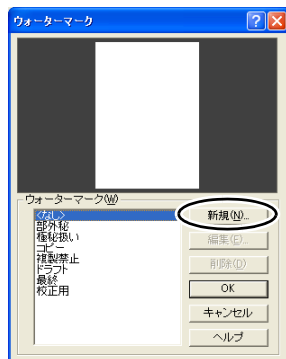 ウォーターマーク
ウォーターマーク(W)
<なし>
部外秘
極秘扱い
コピー
複製禁止
ドラフト
最終
校正用
新規(N)...
編集(E)...
削除(D)
OK
キャンセル
ヘルプ